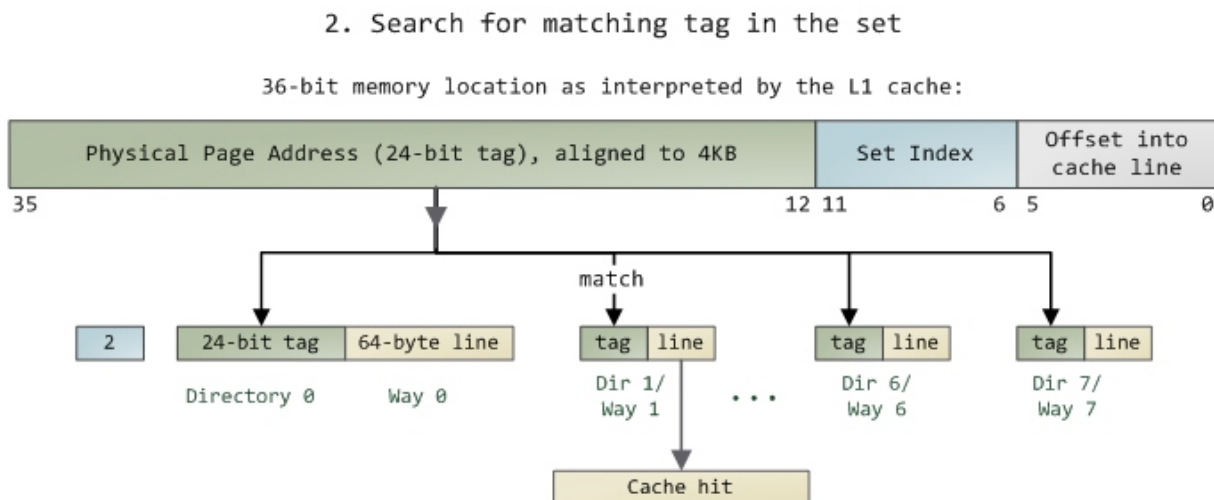 2. Search for matching tag in the set
36-bit memory location as interpreted by the L1 cache:
Physical Page Address (24-bit tag), aligned to 4KB
Set Index
Offset into
cache line
35
12
11
6
5
0
match
2
24-bit tag
64-byte line
tag
line
tag
line
tag
line
Directory 0
Way 0
Dir 1/
Way 1
...
Dir 6/
Way 6
Dir 7/
Way 7
Cache hit